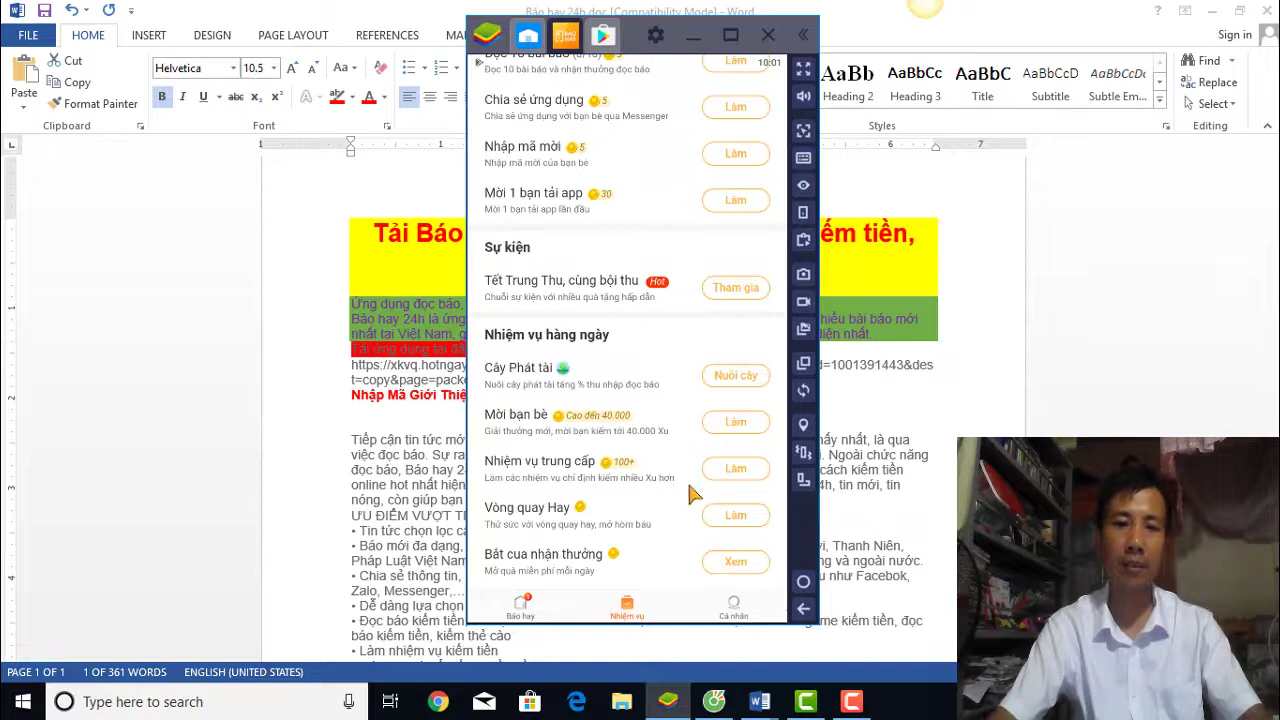 Báo hay 24h doc [Compatibility Mode] - Word
FILE
HOME
INSERT
DESIGN
PAGE LAYOUT
REFERENCES
Sign in
Paste
Cut
Copy
Format Painter
Clipboard
Helvetica
10.5
B I U
Font
Heading 2
Heading 3
Title
Subtitle
Subtle Em...
Styles
Find
Replace
Select
Editing
10:01
Làm
Đọc 10 bài báo và nhận thưởng đọc báo
Chia sẻ ứng dụng 5
Chia sẻ ứng dụng với bạn bè qua Messenger
Làm
Nhập mã mời 5
Nhập mã mời của bạn bè
Làm
Mời 1 bạn tải app 30
Mời 1 bạn tải app lần đầu
Làm
Sự kiện
Tết Trung Thu, cùng bội thu Hot
Chuỗi sự kiện với nhiều quà tặng hấp dẫn
Tham gia
Nhiệm vụ hàng ngày
Cây Phát tài
Nuôi cây phát tài tăng % thu nhập đọc báo
Nuôi cây
Mời bạn bè Cao đến 40.000
Giải thưởng mới, mời bạn kiếm tới 40.000 Xu
Làm
Nhiệm vụ trung cấp 100+
Làm các nhiệm vụ chỉ định kiếm nhiều Xu hơn
Làm
Vòng quay Hay
Thử sức với vòng quay hay, mở hòm báu
Làm
Bắt cua nhận thưởng
Mở quà miễn phí mỗi ngày
Xem
Báo hay
Nhiệm vụ
Cá nhân
Tải Báo
ếm tiền,
Ứng dụng đọc báo,
Báo hay 24h là ứng
hiều bài báo mới
nhất tại Việt Nam, g
liện nhất.
Tải ứng dụng tại đâ
https://xkvq.hotngay
d=1001391443&des
t=copy&page=pack
Nhập Mã Giới Thiệ
Tiếp cận tin tức mớ
hấy nhất, là qua
việc đọc báo. Sự ra
i. Ngoài chức năng
đọc báo, Báo hay 2
cách kiếm tiền
online hot nhất hiện
4h, tin mới, tin
nóng, còn giúp bạn
ƯU ĐIỂM VƯỢT T
• Tin tức chọn lọc c
• Báo mới đa dạng,
vi, Thanh Niên,
Pháp Luật Việt Nam
ng và ngoài nước.
• Chia sẻ thông tin,
ụ như Facebok,
Zalo, Messenger,...
• Dễ dàng lựa chọn
• Đọc báo kiếm tiền,
me kiếm tiền, đọc
báo kiếm tiền, kiếm thẻ cào
• Làm nhiệm vụ kiếm tiền
PAGE 1 OF 1
1 OF 361 WORDS
ENGLISH (UNITED STATES)
Type here to search